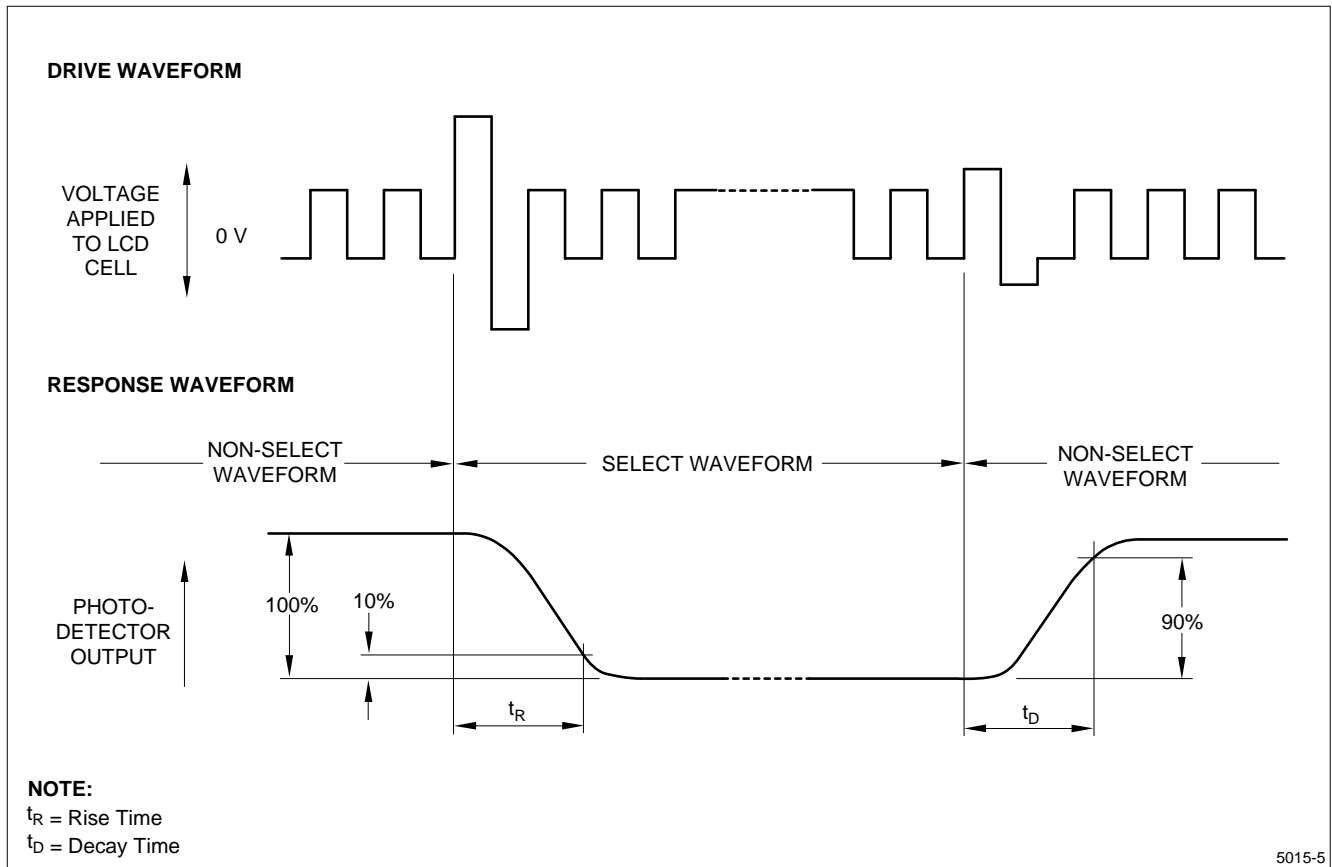 DRIVE WAVEFORM
VOLTAGE
APPLIED
TO LCD
CELL
0 V
RESPONSE WAVEFORM
NON-SELECT
WAVEFORM
SELECT WAVEFORM
NON-SELECT
WAVEFORM
PHOTO-
DETECTOR
OUTPUT
100%
10%
90%
tR
tD
NOTE:
tR = Rise Time
tD = Decay Time
5015-5